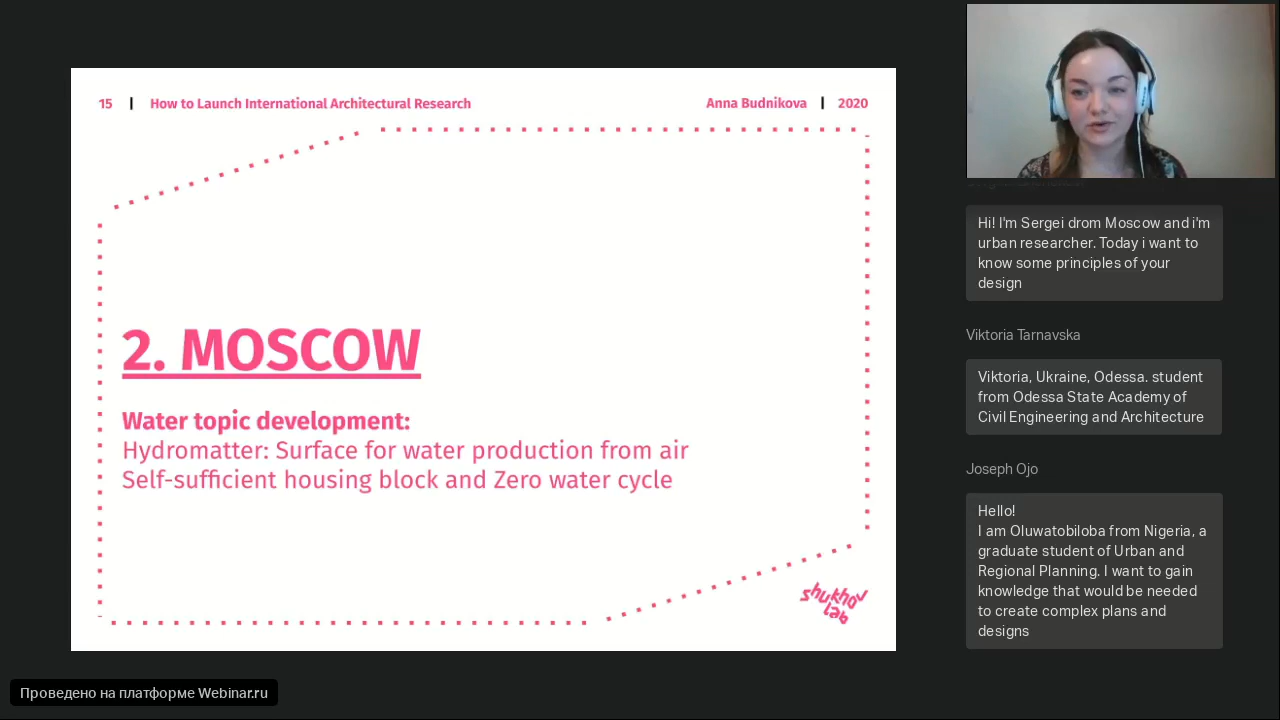 15 | How to Launch International Architectural Research
Anna Budnikova | 2020
2. MOSCOW
Water topic development:
Hydromatter: Surface for water production from air
Self-sufficient housing block and Zero water cycle
shukhov
lab
Hi! I'm Sergei drom Moscow and i'm
urban researcher. Today i want to
know some principles of your
design
Viktoria Tarnavska
Viktoria, Ukraine, Odessa. student
from Odessa State Academy of
Civil Engineering and Architecture
Joseph Ojo
Hello!
I am Oluwatobiloba from Nigeria, a
graduate student of Urban and
Regional Planning. I want to gain
knowledge that would be needed
to create complex plans and
designs
Проведено на платформе Webinar.ru